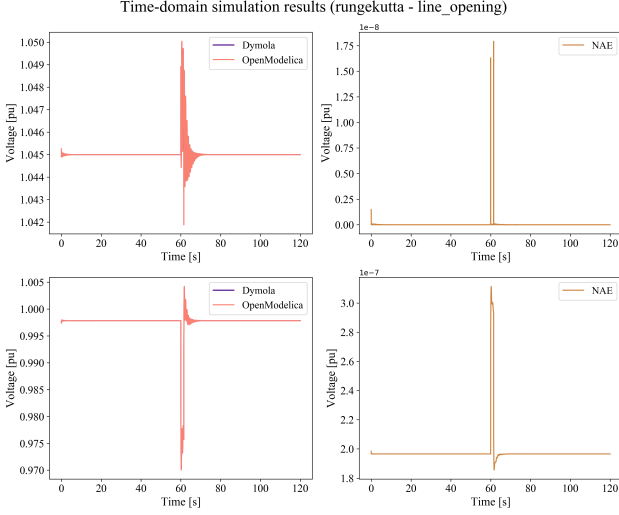 Time-domain simulation results (rungekutta - line_opening)
Voltage [pu]
1.050
1.049
1.048
1.047
1.046
1.045
1.044
1.043
1.042
Dymola
OpenModelica
0 20 40 60 80 100 120
Time [s]
1e−8
Voltage [pu]
1.75
1.50
1.25
1.00
0.75
0.50
0.25
0.00
NAE
0 20 40 60 80 100 120
Time [s]
Voltage [pu]
1.005
1.000
0.995
0.990
0.985
0.980
0.975
0.970
Dymola
OpenModelica
0 20 40 60 80 100 120
Time [s]
1e−7
Voltage [pu]
3.0
2.8
2.6
2.4
2.2
2.0
1.8
NAE
0 20 40 60 80 100 120
Time [s]